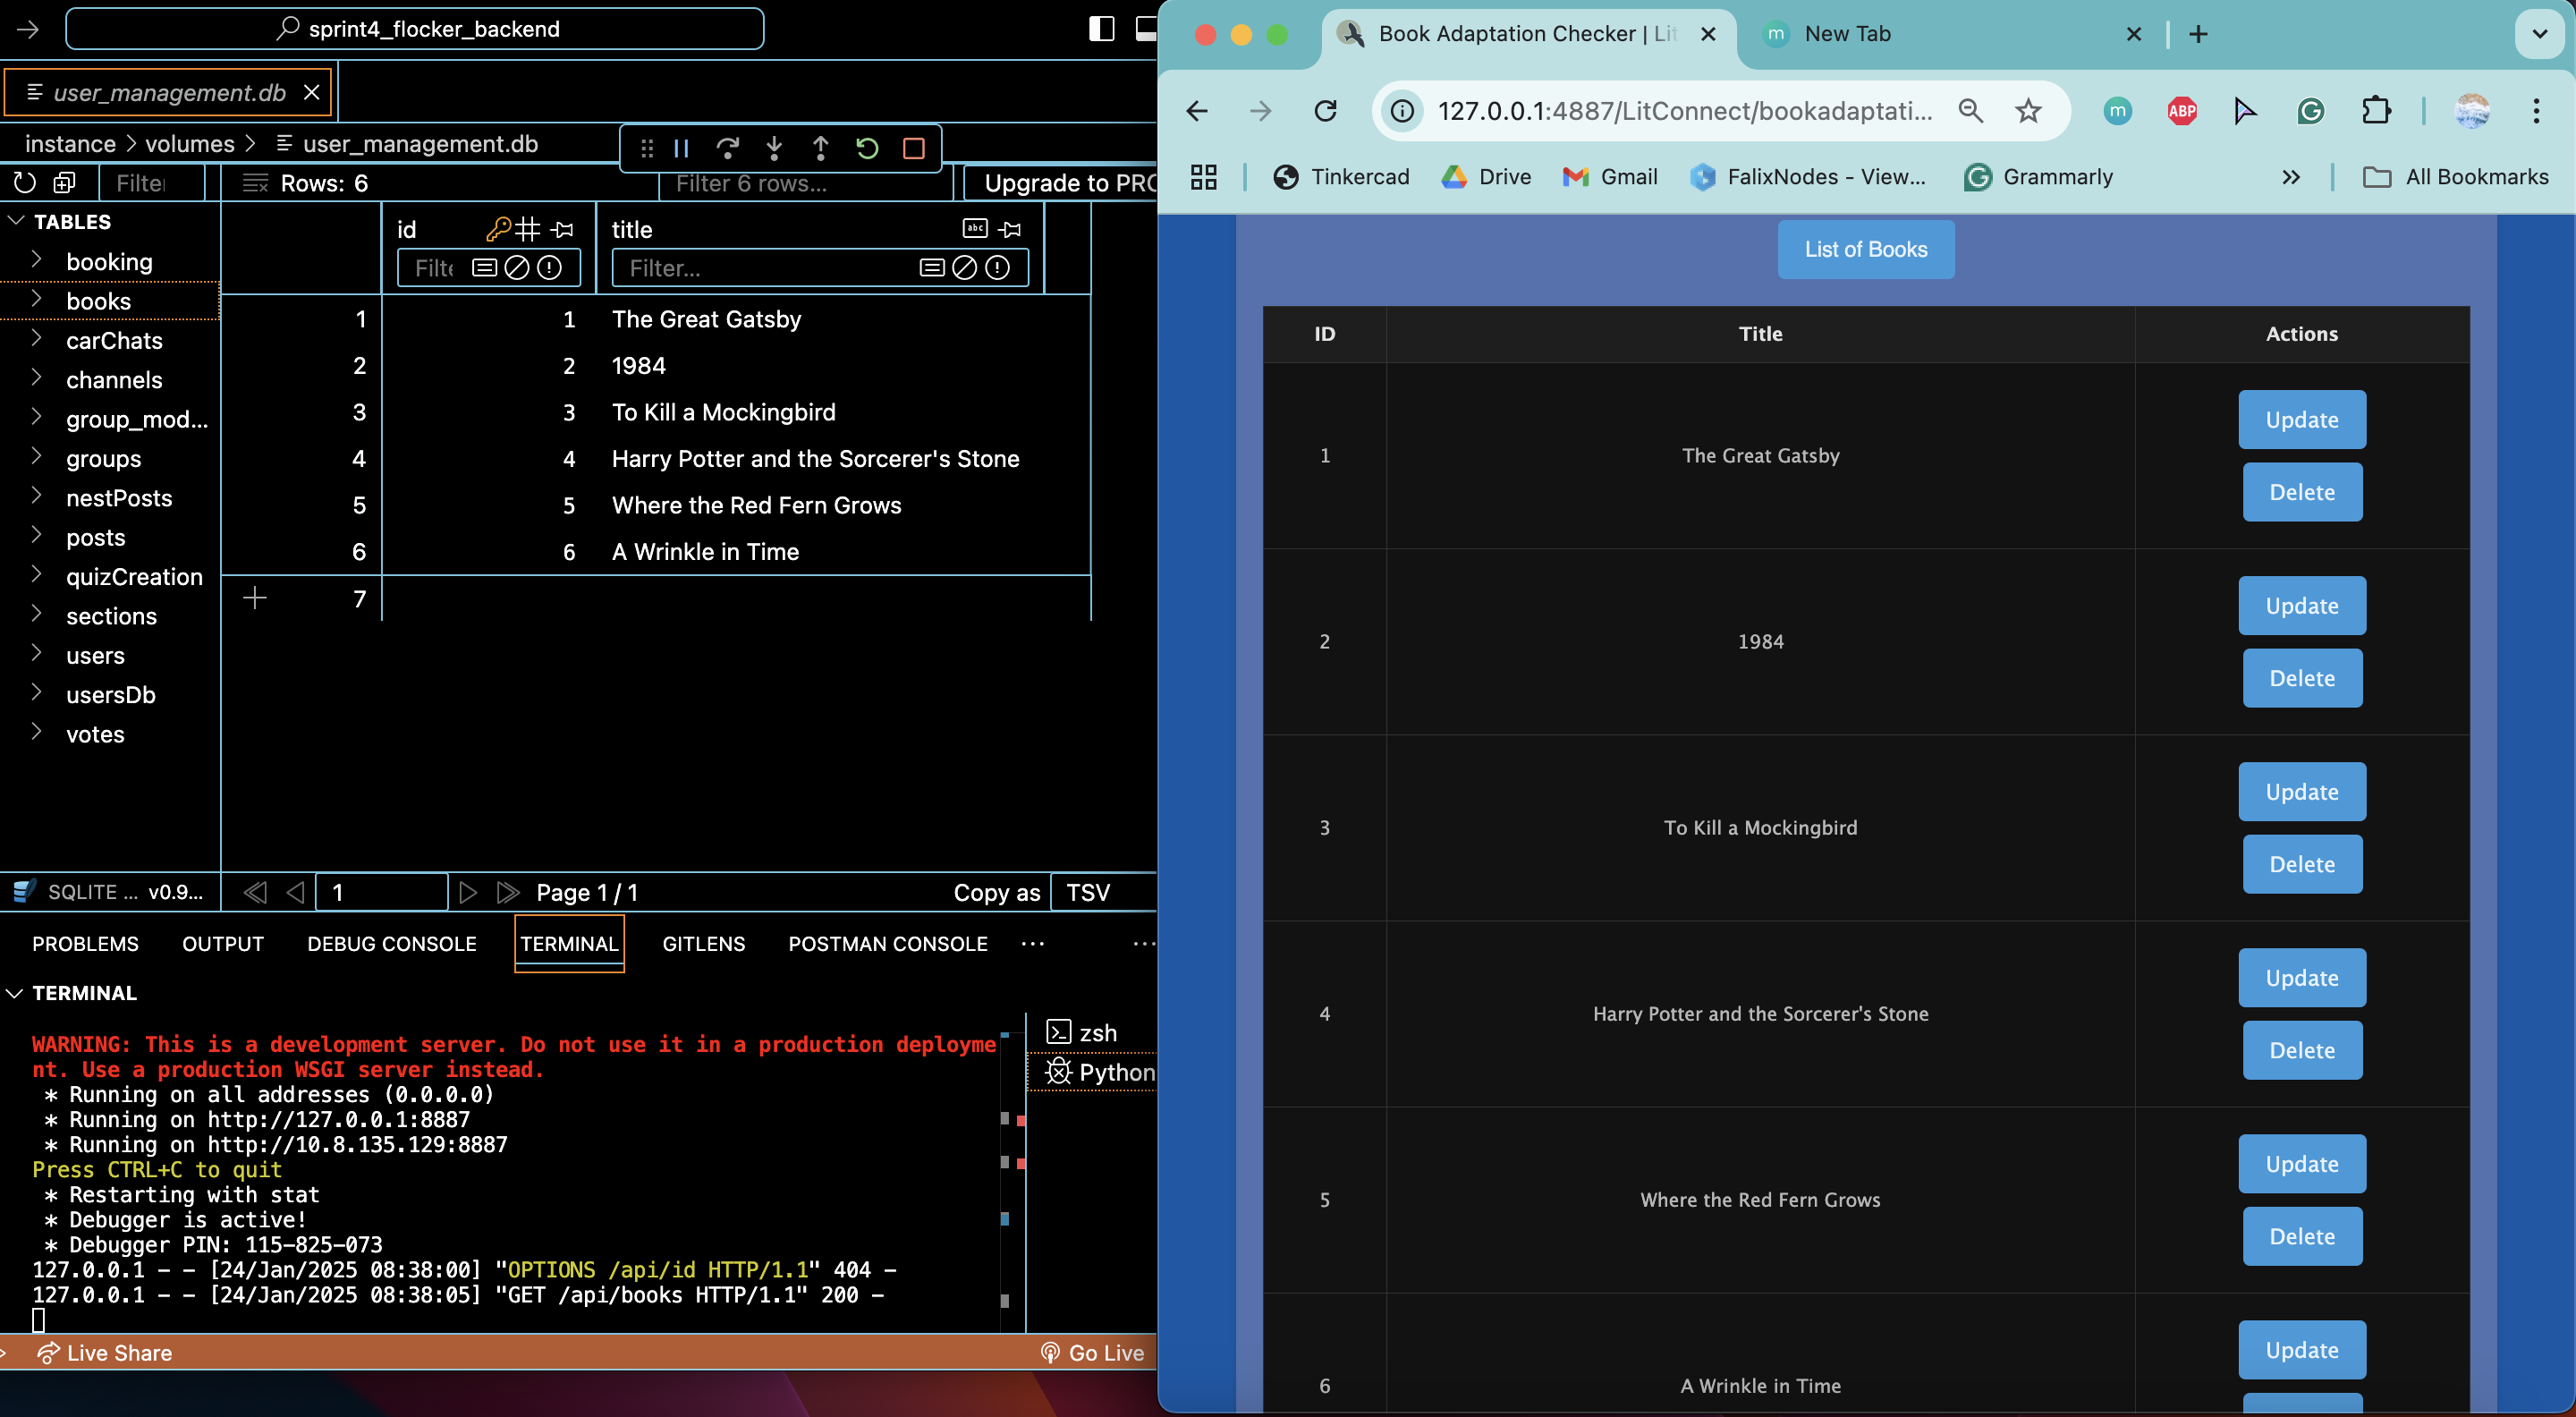 sprint4_flocker_backend
user_management.db
instance > volumes > user_management.db
Rows: 6
Filter 6 rows...
Upgrade to PRO
TABLES
booking
books
carChats
channels
group_mod...
groups
nestPosts
posts
quizCreation
sections
users
usersDb
votes
id title
Filter...
1 1 The Great Gatsby
2 2 1984
3 3 To Kill a Mockingbird
4 4 Harry Potter and the Sorcerer's Stone
5 5 Where the Red Fern Grows
6 6 A Wrinkle in Time
7
SQLITE ... v0.9...
1 Page 1 / 1 Copy as TSV
PROBLEMS OUTPUT DEBUG CONSOLE TERMINAL GITLENS POSTMAN CONSOLE ... ...
TERMINAL
WARNING: This is a development server. Do not use it in a production deployme
nt. Use a production WSGI server instead.
* Running on all addresses (0.0.0.0)
* Running on http://127.0.0.1:8887
* Running on http://10.8.135.129:8887
Press CTRL+C to quit
* Restarting with stat
* Debugger is active!
* Debugger PIN: 115-825-073
127.0.0.1 - - [24/Jan/2025 08:38:00] "OPTIONS /api/id HTTP/1.1" 404 -
127.0.0.1 - - [24/Jan/2025 08:38:05] "GET /api/books HTTP/1.1" 200 -
zsh
Python
Live Share Go Live
Book Adaptation Checker | Lit
m New Tab
127.0.0.1:4887/LitConnect/bookadaptati...
m ABP
Tinkercad Drive Gmail FalixNodes - View... Grammarly >> All Bookmarks
List of Books
ID Title Actions
1 The Great Gatsby Update Delete
2 1984 Update Delete
3 To Kill a Mockingbird Update Delete
4 Harry Potter and the Sorcerer's Stone Update Delete
5 Where the Red Fern Grows Update Delete
6 A Wrinkle in Time Update